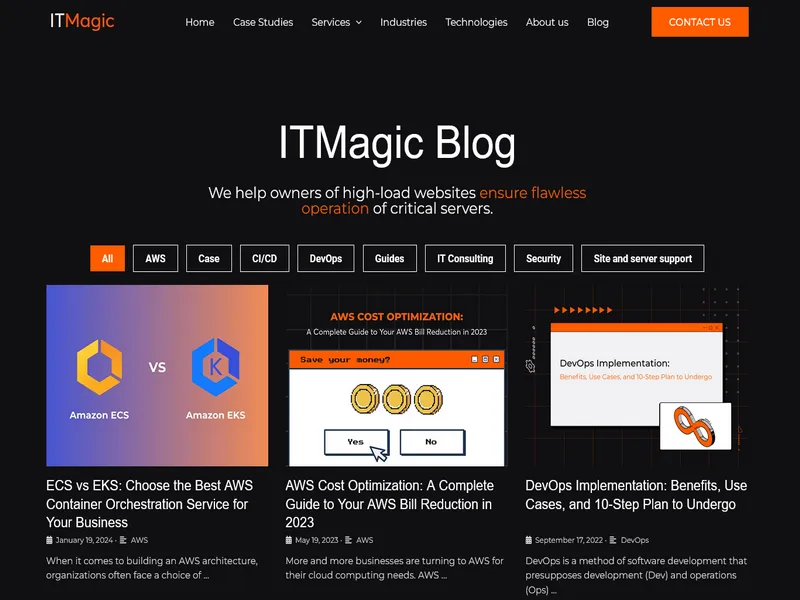 ITMagic
Home
Case Studies
Services
Industries
Technologies
About us
Blog
CONTACT US
ITMagic Blog
We help owners of high-load websites ensure flawless
operation of critical servers.
All
AWS
Case
CI/CD
DevOps
Guides
IT Consulting
Security
Site and server support
VS
Amazon ECS
Amazon EKS
ECS vs EKS: Choose the Best AWS
Container Orchestration Service for
Your Business
January 19, 2024 - AWS
When it comes to building an AWS architecture,
organizations often face a choice of ...
AWS COST OPTIMIZATION:
A Complete Guide to Your AWS Bill Reduction in 2023
Save your money?
Yes
No
AWS Cost Optimization: A Complete
Guide to Your AWS Bill Reduction in
2023
May 19, 2023 - AWS
More and more businesses are turning to AWS for
their cloud computing needs. AWS ...
DevOps Implementation:
Benefits, Use Cases, and 10-Step Plan to Undergo
DevOps Implementation: Benefits, Use
Cases, and 10-Step Plan to Undergo
September 17, 2022 - DevOps
DevOps is a method of software development that
presupposes development (Dev) and operations
(Ops) ...